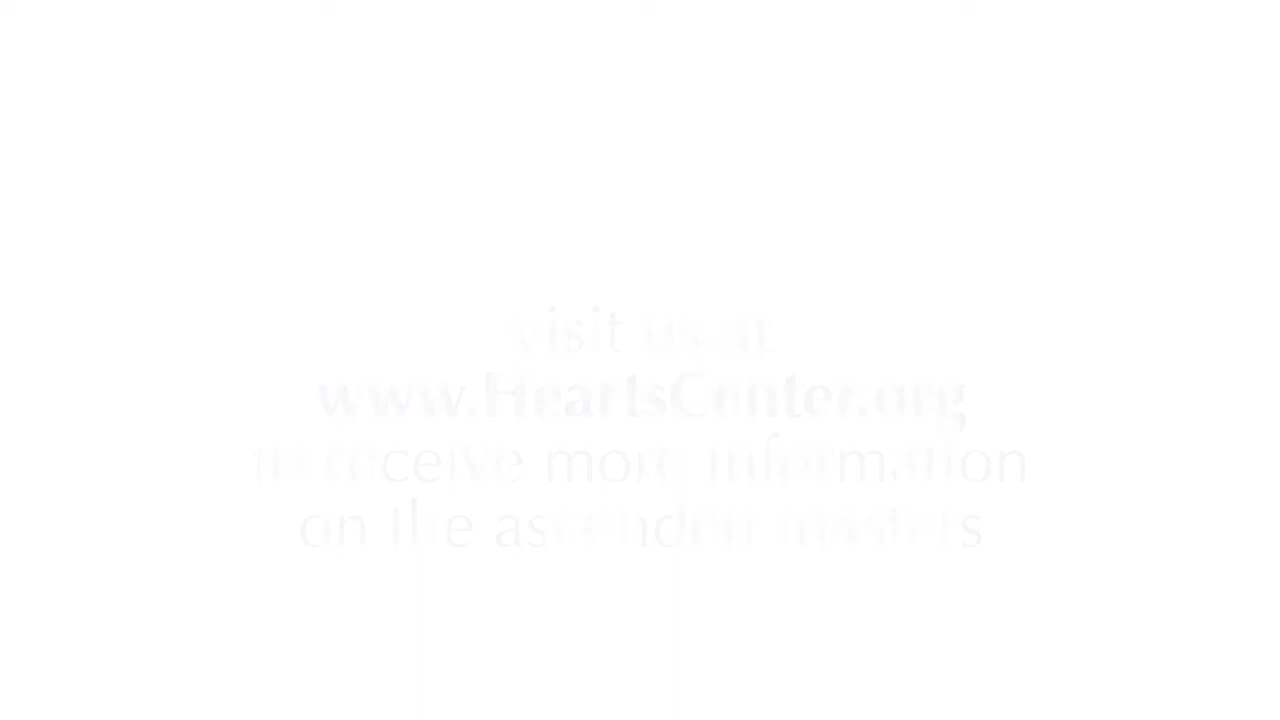 visit us at
www.HeartsCenter.org
to receive more information
on the ascended masters